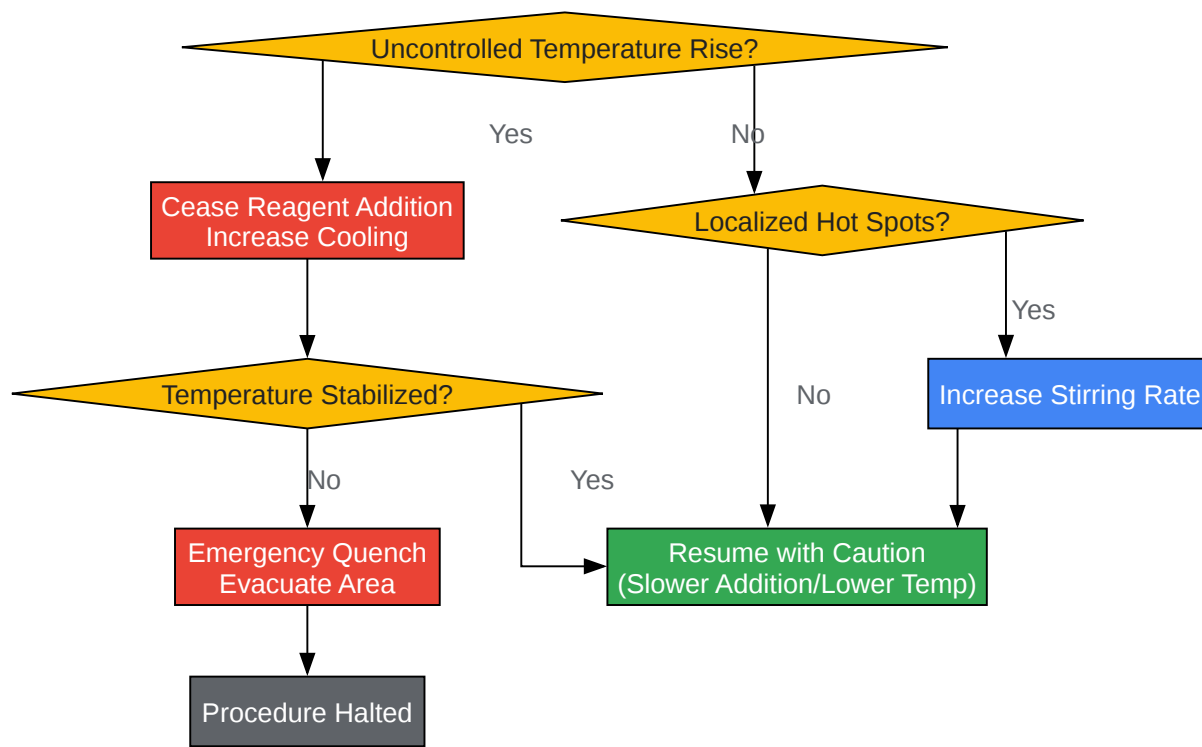 Uncontrolled Temperature Rise?
Yes
No
Cease Reagent Addition
Increase Cooling
Localized Hot Spots?
Yes
Temperature Stabilized?
No
Increase Stirring Rate
No
Yes
Emergency Quench
Evacuate Area
Resume with Caution
(Slower Addition/Lower Temp)
Procedure Halted